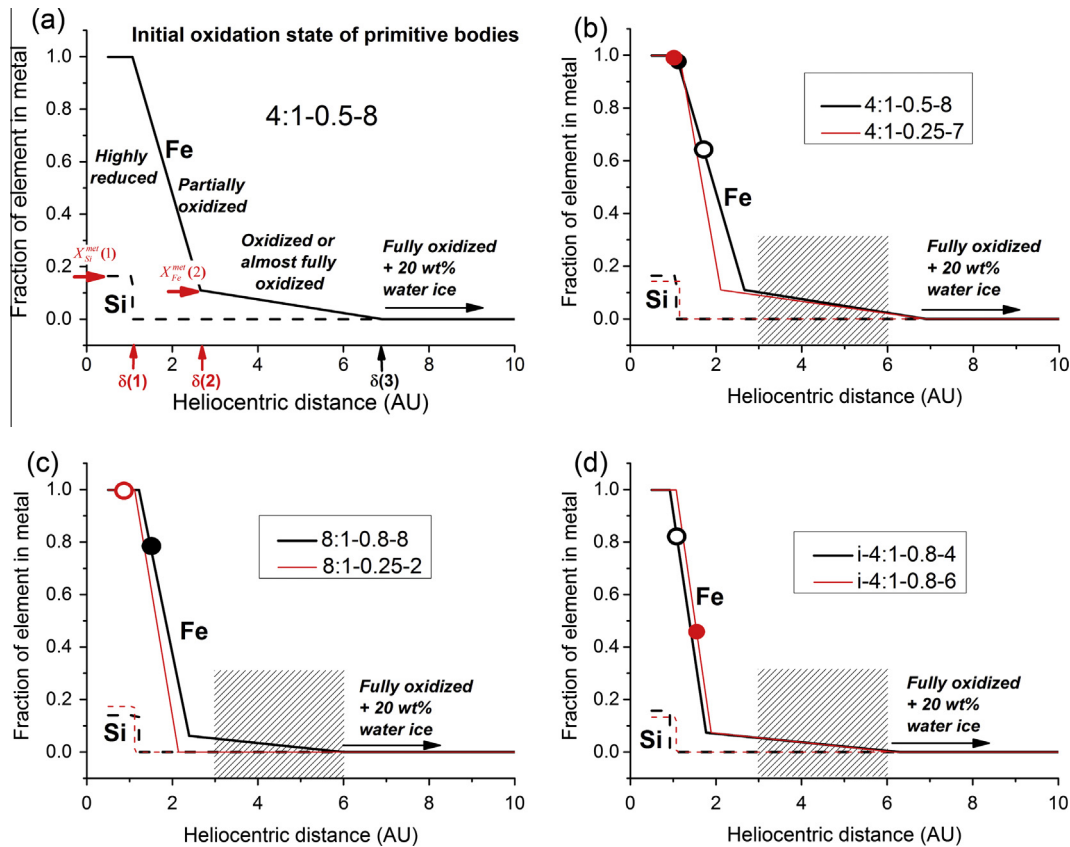 (a)
Initial oxidation state of primitive bodies
4:1-0.5-8
Fraction of element in metal
1.0
0.8
0.6
0.4
0.2
0.0
Highly
reduced
Fe
Partially
oxidized
Oxidized or
almost fully
oxidized
Fully oxidized
+ 20 wt%
water ice
X_{Si}^{met}(1)
X_{Fe}^{met}(2)
Si
0 2 4 6 8 10
δ(1) δ(2) δ(3)
Heliocentric distance (AU)
(b)
4:1-0.5-8
4:1-0.25-7
Fraction of element in metal
1.0
0.8
0.6
0.4
0.2
0.0
Fe
Fully oxidized
+ 20 wt%
water ice
Si
0 2 4 6 8 10
Heliocentric distance (AU)
(c)
8:1-0.8-8
8:1-0.25-2
Fraction of element in metal
1.0
0.8
0.6
0.4
0.2
0.0
Fe
Fully oxidized
+ 20 wt%
water ice
Si
0 2 4 6 8 10
Heliocentric distance (AU)
(d)
i-4:1-0.8-4
i-4:1-0.8-6
Fraction of element in metal
1.0
0.8
0.6
0.4
0.2
0.0
Fe
Fully oxidized
+ 20 wt%
water ice
Si
0 2 4 6 8 10
Heliocentric distance (AU)